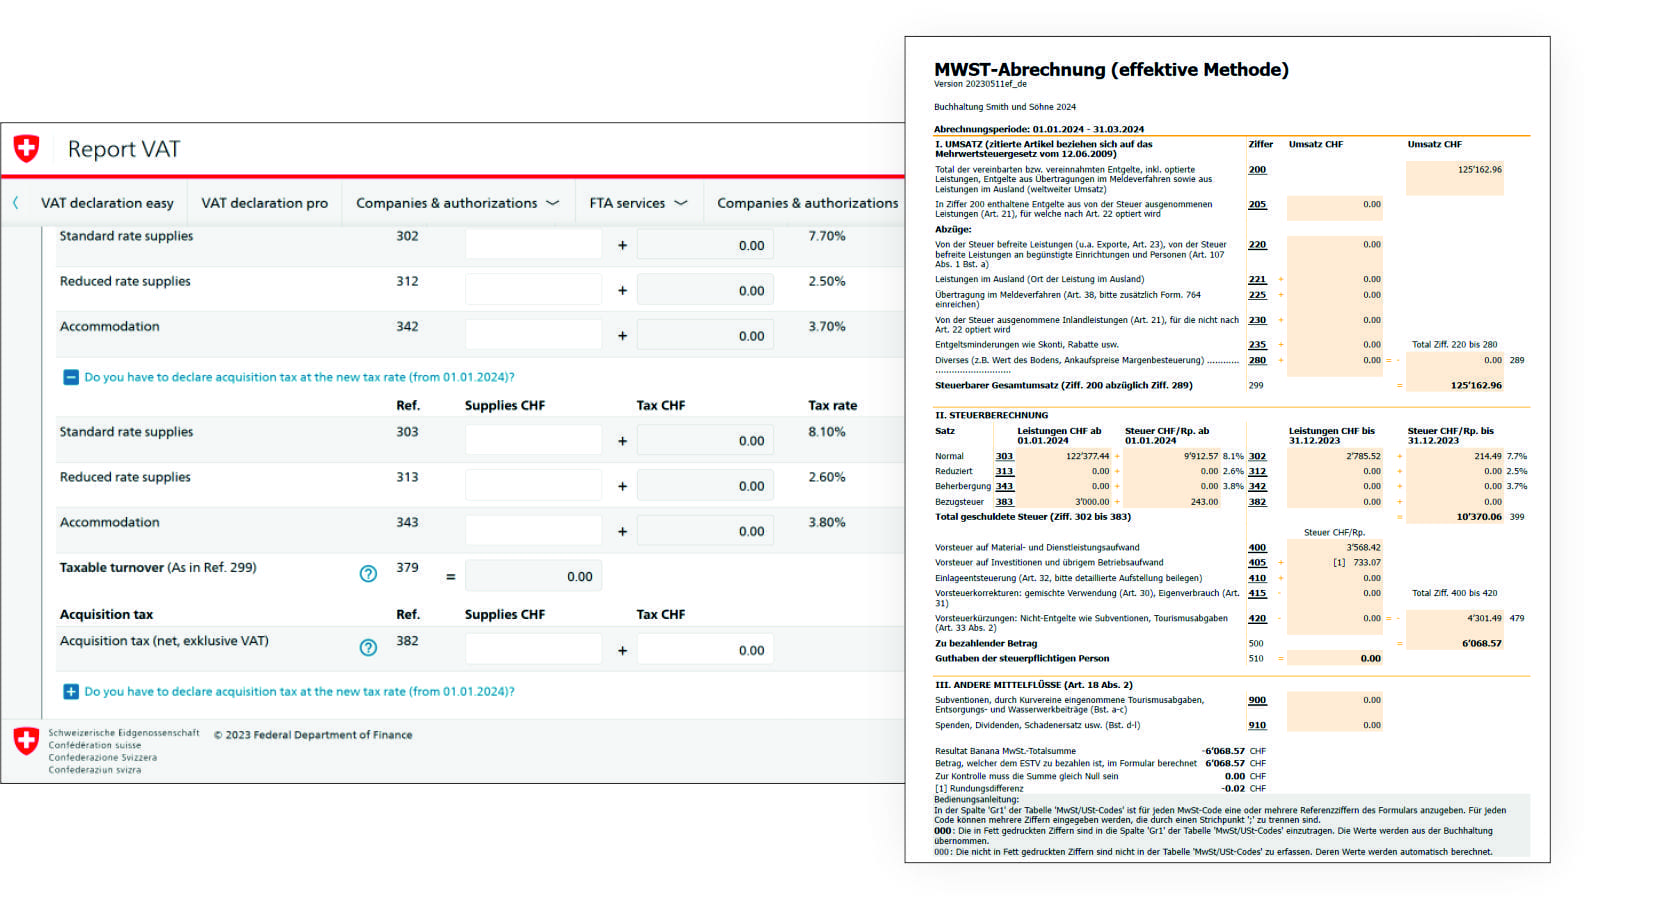 Report VAT
VAT declaration easy VAT declaration pro Companies & authorizations FTA services Companies & authorizations
Standard rate supplies 302 + 0.00 7.70%
Reduced rate supplies 312 + 0.00 2.50%
Accommodation 342 + 0.00 3.70%
Do you have to declare acquisition tax at the new tax rate (from 01.01.2024)?
Ref. Supplies CHF Tax CHF Tax rate
Standard rate supplies 303 + 0.00 8.10%
Reduced rate supplies 313 + 0.00 2.60%
Accommodation 343 + 0.00 3.80%
Taxable turnover (As in Ref. 299) ? 379 = 0.00
Acquisition tax Ref. Supplies CHF Tax CHF
Acquisition tax (net, exklusive VAT) ? 382 + 0.00
Do you have to declare acquisition tax at the new tax rate (from 01.01.2024)?
Schweizerische Eidgenossenschaft © 2023 Federal Department of Finance
Confédération suisse
Confederazione Svizzera
Confederaziun svizra
MWST-Abrechnung (effektive Methode)
Version 20230511ef_de
Buchhaltung Smith und Söhne 2024
Abrechnungsperiode: 01.01.2024 - 31.03.2024
I. UMSATZ (zitierte Artikel beziehen sich auf das Ziffer Umsatz CHF Umsatz CHF
Mehrwertsteuergesetz vom 12.06.2009)
Total der vereinbarten bzw. vereinnahmten Entgelte, inkl. optierte 200 125'162.96
Leistungen, Entgelte aus Übertragungen im Meldeverfahren sowie aus
Leistungen im Ausland (weltweiter Umsatz)
In Ziffer 200 enthaltene Entgelte aus von der Steuer ausgenommenen 205 0.00
Leistungen (Art. 21), für welche nach Art. 22 optiert wird
Abzüge:
Von der Steuer befreite Leistungen (u.a. Exporte, Art. 23), von der Steuer 220 0.00
befreite Leistungen an begünstigte Einrichtungen und Personen (Art. 107
Abs. 1 Bst. a)
Leistungen im Ausland (Ort der Leistung im Ausland) 221 + 0.00
Übertragung im Meldeverfahren (Art. 38, bitte zusätzlich Form. 764 225 + 0.00
einreichen)
Von der Steuer ausgenommene Inlandleistungen (Art. 21), für die nicht nach 230 + 0.00
Art. 22 optiert wird
Entgeltsminderungen wie Skonti, Rabatte usw. 235 + 0.00 Total Ziff. 220 bis 280
Diverses (z.B. Wert des Bodens, Ankaufspreise Margenbesteuerung) ............ 280 + 0.00 = - 0.00 289
............................
Steuerbarer Gesamtumsatz (Ziff. 200 abzüglich Ziff. 289) 299 = 125'162.96
II. STEUERBERECHNUNG
Satz Leistungen CHF ab Steuer CHF/Rp. ab Leistungen CHF bis Steuer CHF/Rp. bis
01.01.2024 01.01.2024 31.12.2023 31.12.2023
Normal 303 122'377.44 + 9'912.57 8.1% 302 2'785.52 + 214.49 7.7%
Reduziert 313 0.00 + 0.00 2.6% 312 0.00 + 0.00 2.5%
Beherbergung 343 0.00 + 0.00 3.8% 342 0.00 + 0.00 3.7%
Bezugsteuer 383 3'000.00 + 243.00 382 0.00 + 0.00
Total geschuldete Steuer (Ziff. 302 bis 383) = 10'370.06 399
Steuer CHF/Rp.
Vorsteuer auf Material- und Dienstleistungsaufwand 400 3'568.42
Vorsteuer auf Investitionen und übrigem Betriebsaufwand 405 + [1] 733.07
Einlageentsteuerung (Art. 32, bitte detaillierte Aufstellung beilegen) 410 + 0.00
Vorsteuerkorrekturen: gemischte Verwendung (Art. 30), Eigenverbrauch (Art. 415 - 0.00 Total Ziff. 400 bis 420
31)
Vorsteuerkürzungen: Nicht-Entgelte wie Subventionen, Tourismusabgaben 420 - 0.00 = - 4'301.49 479
(Art. 33 Abs. 2)
Zu bezahlender Betrag 500 = 6'068.57
Guthaben der steuerpflichtigen Person 510 = 0.00
III. ANDERE MITTELFLÜSSE (Art. 18 Abs. 2)
Subventionen, durch Kurvereine eingenommene Tourismusabgaben, 900 0.00
Entsorgungs- und Wasserwerkbeiträge (Bst. a-c)
Spenden, Dividenden, Schadenersatz usw. (Bst. d-l) 910 0.00
Resultat Banana MwSt.-Totalsumme -6'068.57 CHF
Betrag, welcher dem ESTV zu bezahlen ist, im Formular berechnet 6'068.57 CHF
Zur Kontrolle muss die Summe gleich Null sein 0.00 CHF
[1] Rundungsdifferenz -0.02 CHF
Bedienungsanleitung:
In der Spalte 'Gr1' der Tabelle 'MwSt/USt-Codes' ist für jeden MwSt-Code eine oder mehrere Referenzziffern des Formulars anzugeben. Für jeden
Code können mehrere Ziffern eingegeben werden, die durch einen Strichpunkt ';' zu trennen sind.
000: Die in Fett gedruckten Ziffern sind in die Spalte 'Gr1' der Tabelle 'MwSt/USt-Codes' einzutragen. Die Werte werden aus der Buchhaltung
übernommen.
000: Die nicht in Fett gedruckten Ziffern sind nicht in der Tabelle 'MwSt/USt-Codes' zu erfassen. Deren Werte werden automatisch berechnet.